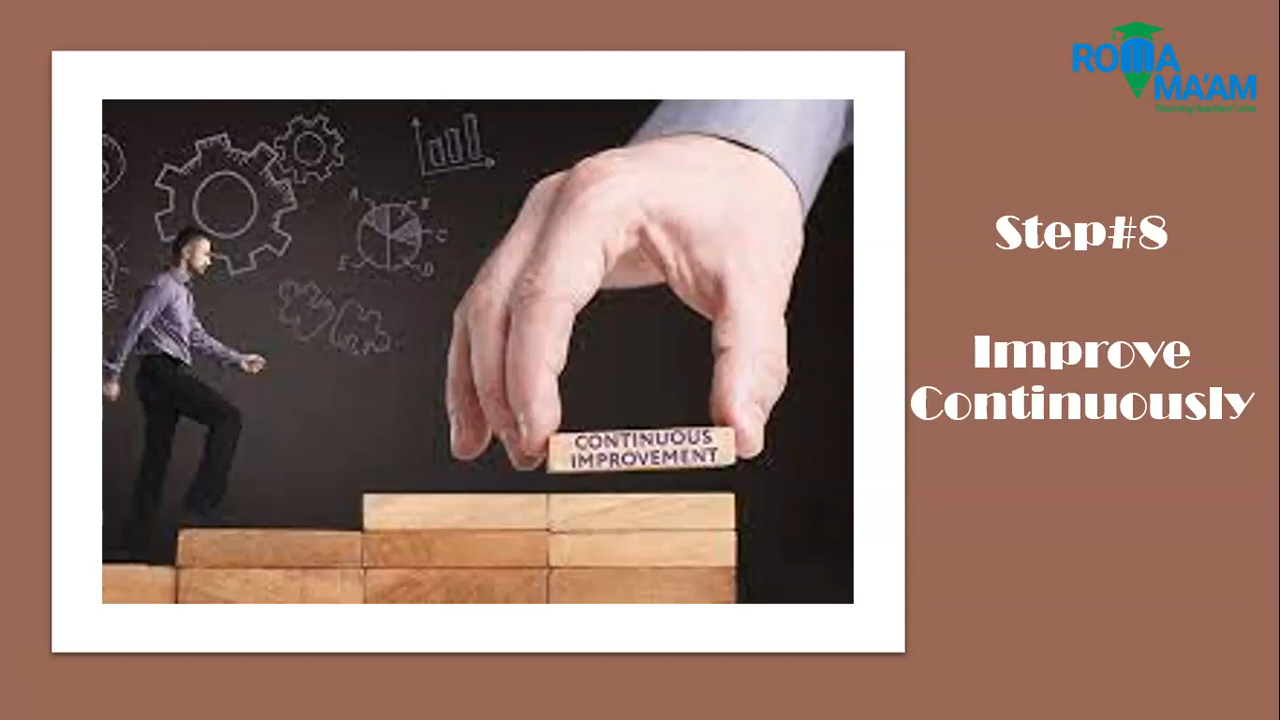 ROMA
MA'AM
Step#8
Improve
Continuously
CONTINUOUS
IMPROVEMENT
A
B
C
D
E